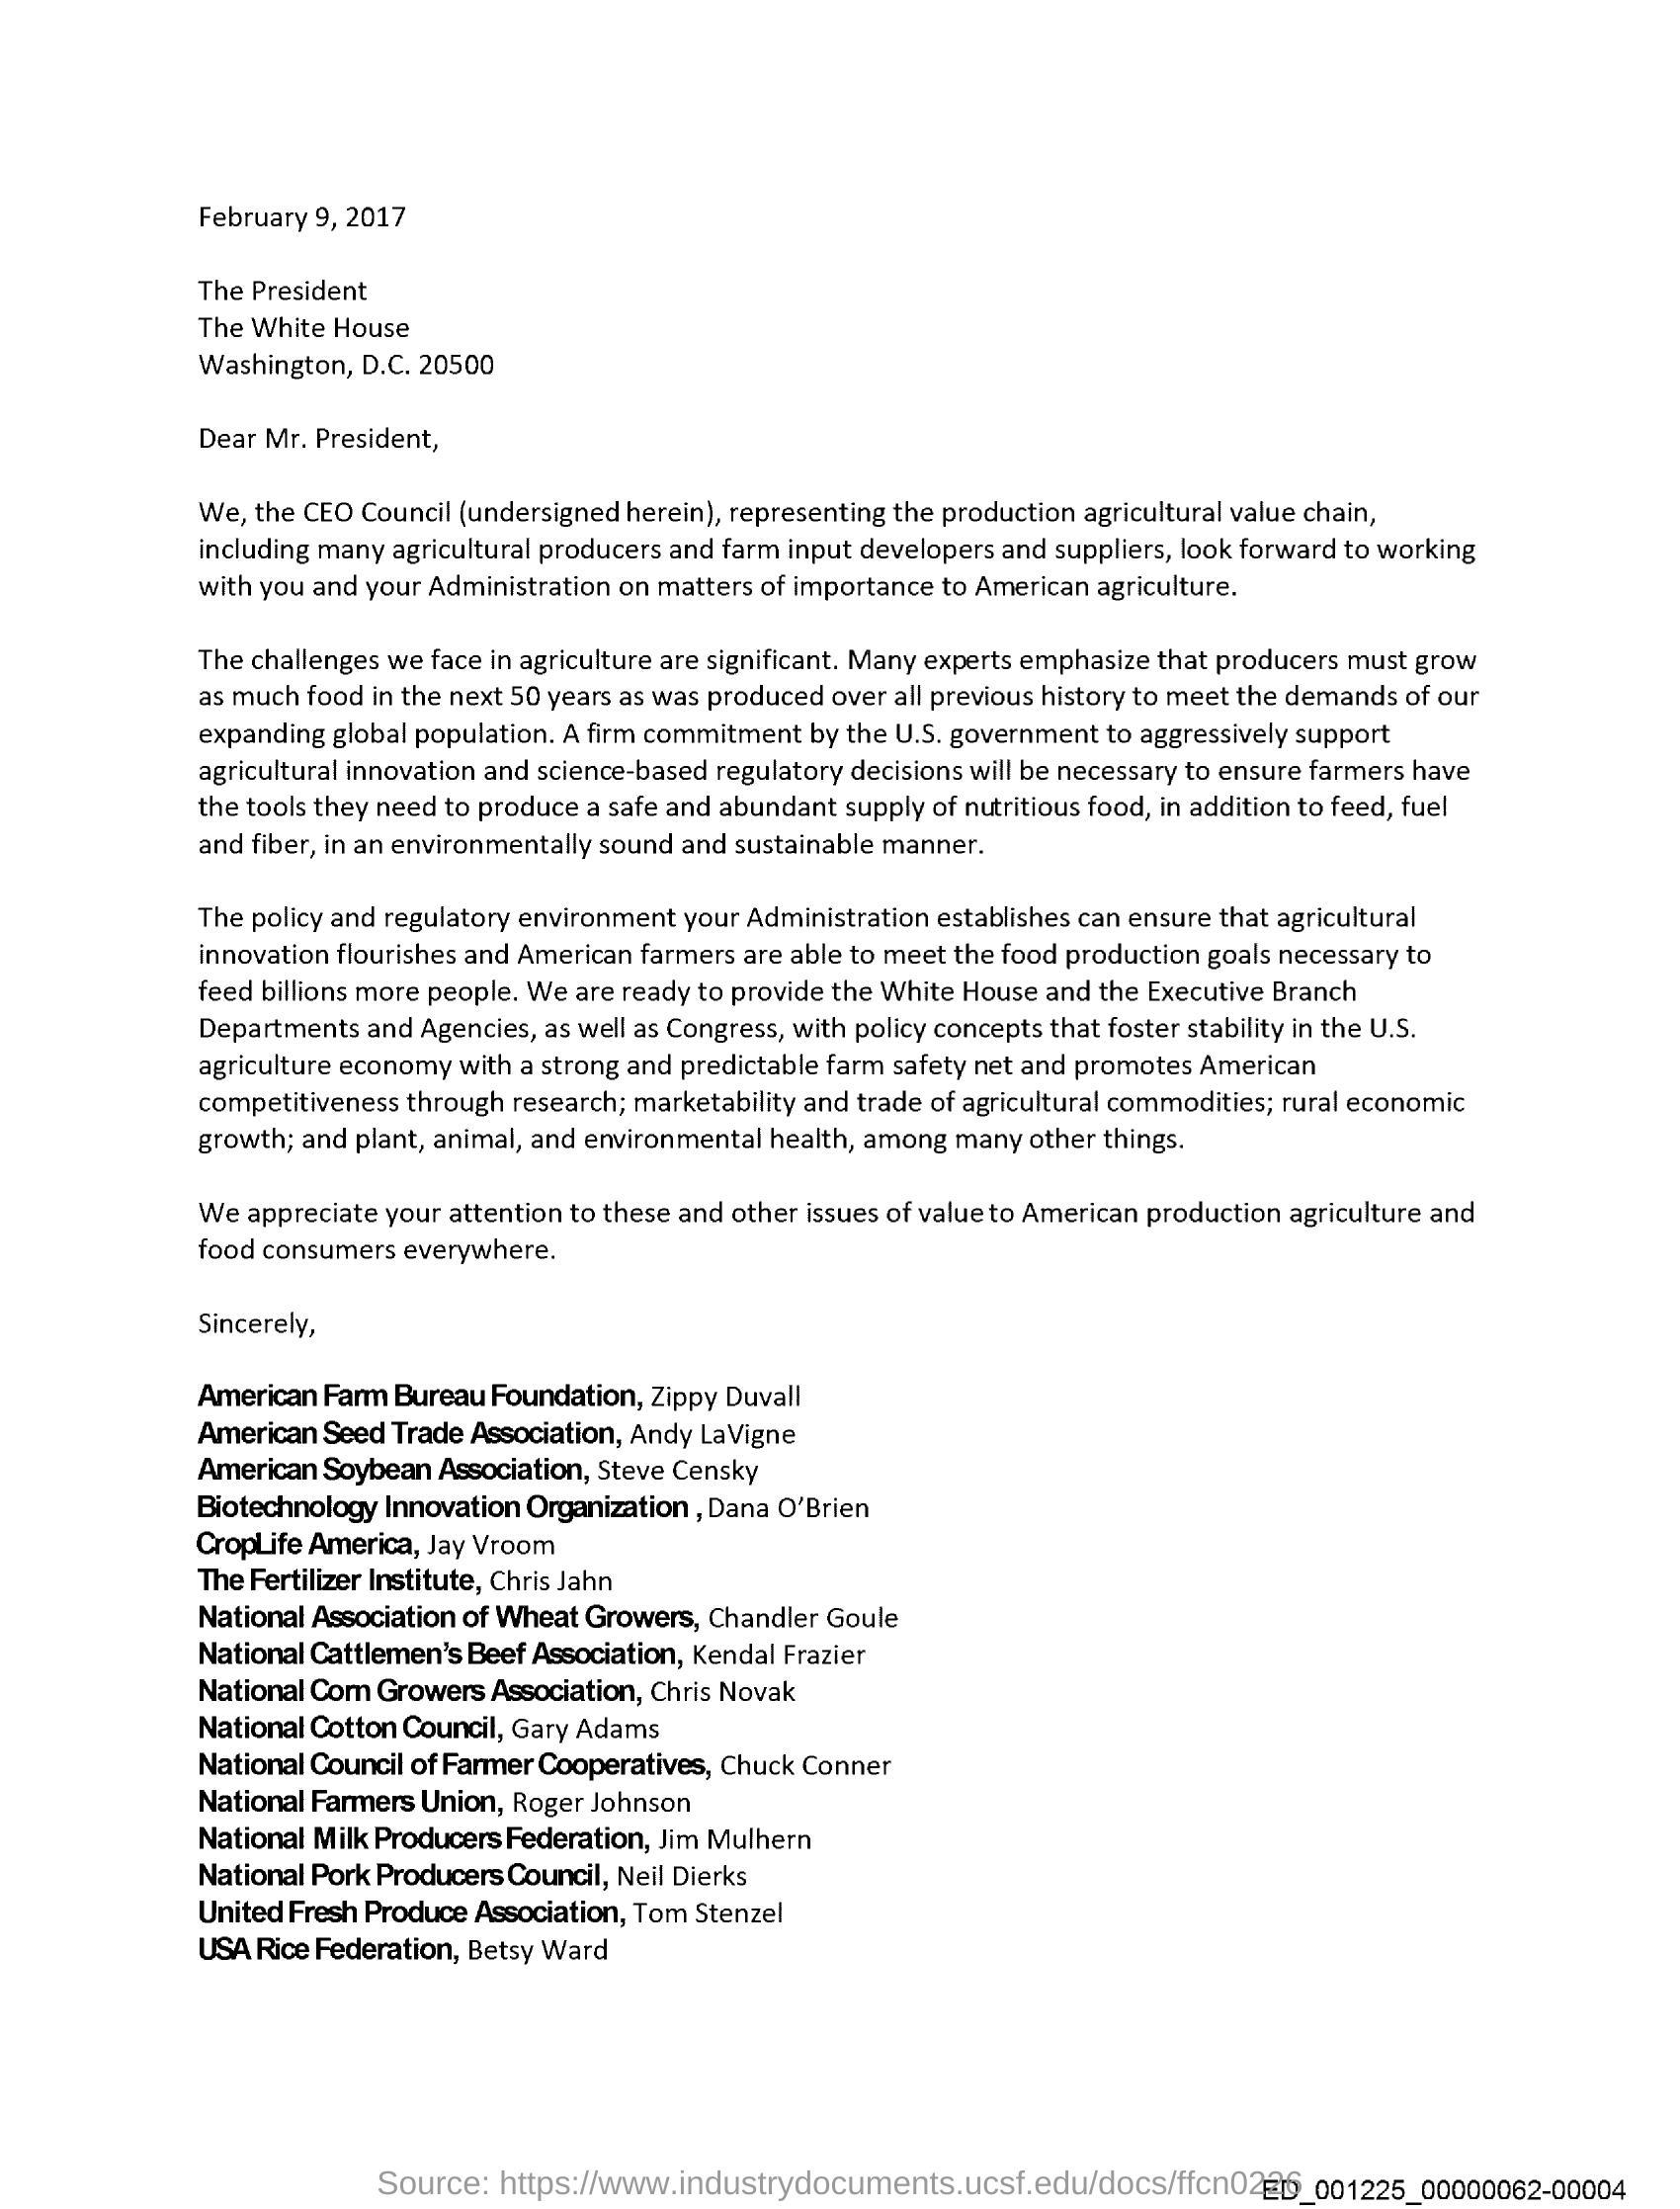 February 9, 2017
The President
The White House
Washington, D.C. 20500
Dear Mr. President,
We, the CEO Council (undersigned herein), representing the production agricultural value chain,
including many agricultural producers and farm input developers and suppliers, look forward to working
with you and your Administration on matters of importance to American agriculture.
The challenges we face in agriculture are significant. Many experts emphasize that producers must grow
as much food in the next 50 years as was produced over all previous history to meet the demands of our
expanding global population. A firm commitment by the U.S. government to aggressively support
agricultural innovation and science-based regulatory decisions will be necessary to ensure farmers have
the tools they need to produce a safe and abundant supply of nutritious food, in addition to feed, fuel
and fiber, in an environmentally sound and sustainable manner.
The policy and regulatory environment your Administration establishes can ensure that agricultural
innovation flourishes and American farmers are able to meet the food production goals necessary to
feed billions more people. We are ready to provide the White House and the Executive Branch
Departments and Agencies, as well as Congress, with policy concepts that foster stability in the U.S.
agriculture economy with a strong and predictable farm safety net and promotes American
competitiveness through research; marketability and trade of agricultural commodities; rural economic
growth; and plant, animal, and environmental health, among many other things.
We appreciate your attention to these and other issues of value to American production agriculture and
food consumers everywhere.
Sincerely,
American Farm Bureau Foundation, Zippy Duvall
American Seed Trade Association, Andy LaVigne
American Soybean Association, Steve Censky
Biotechnology Innovation Organization , Dana O'Brien
CropLife America, Jay Vroom
The Fertilizer Institute, Chris Jahn
National Association of Wheat Growers, Chandler Goule
National Cattlemen's Beef Association, Kendal Frazier
National Corn Growers Association, Chris Novak
National Cotton Council, Gary Adams
National Council of Farmer Cooperatives, Chuck Conner
National Farmers Union, Roger Johnson
National Milk Producers Federation, Jim Mulhern
National Pork Producers Council, Neil Dierks
United Fresh Produce Association, Tom Stenzel
USA Rice Federation, Betsy Ward
Source: https://www.industrydocuments.ucsf.edu/docs/ffcn0226
ED_001225_00000062-00004